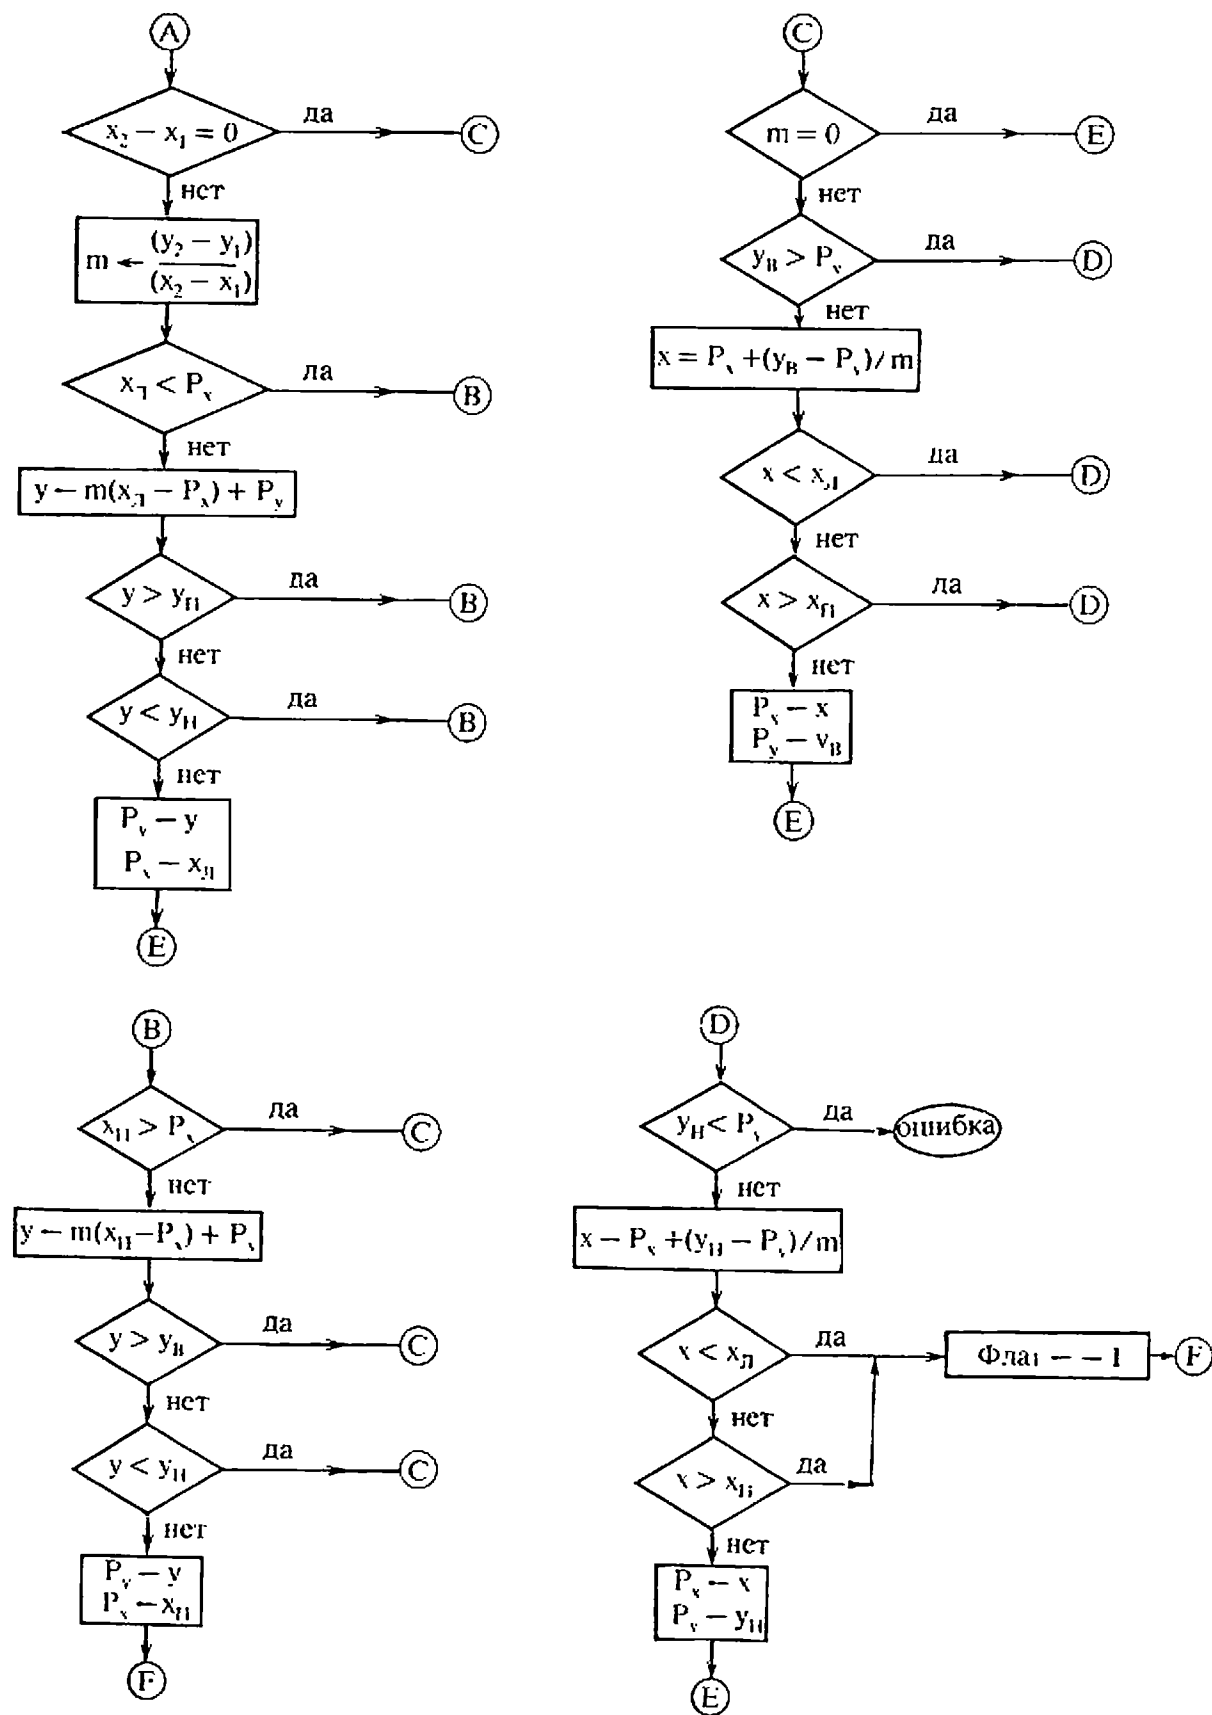 A
x₂ − x₁ = 0
да
C
нет
m ← (y₂ − y₁)
(x₂ − x₁)
x_Л < P_x
да
B
нет
y ← m(x_Л − P_x) + P_y
y > y_П
да
B
нет
y < y_Н
да
B
нет
P_y ← y
P_x ← x_Л
E
C
m = 0
да
E
нет
y_В > P_y
да
D
нет
x = P_x + (y_В − P_y)/m
x < x_Л
да
D
нет
x > x_П
да
D
нет
P_x ← x
P_y ← y_В
E
B
x_П > P_x
да
C
нет
y ← m(x_П − P_x) + P_y
y > y_В
да
C
нет
y < y_Н
да
C
нет
P_y ← y
P_x ← x_П
F
D
y_Н < P_y
да
ошибка
нет
x ← P_x + (y_Н − P_y)/m
x < x_Л
да
Флаг ← −1
F
нет
x > x_П
да
нет
P_x ← x
P_y ← y_Н
E